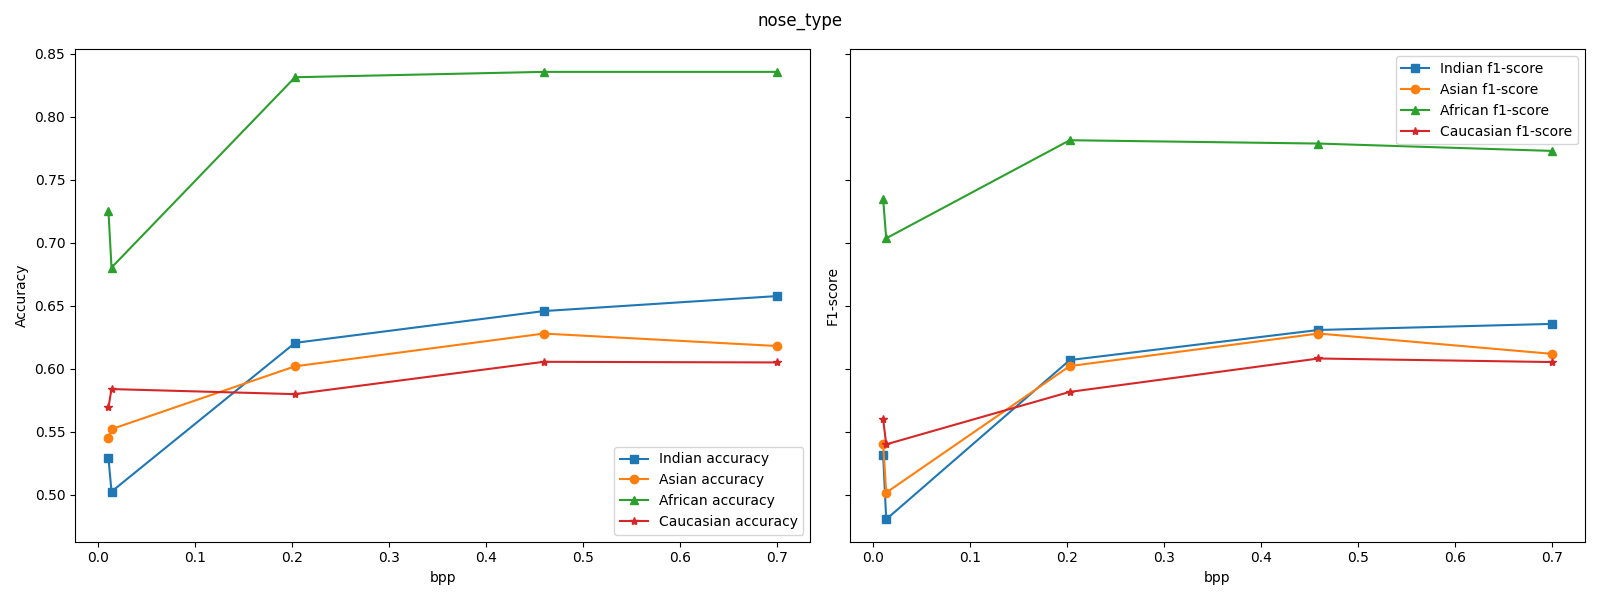 nose_type
0.85
0.80
0.75
0.70
0.65
0.60
0.55
0.50
Accuracy
Indian accuracy
Asian accuracy
African accuracy
Caucasian accuracy
0.0 0.1 0.2 0.3 0.4 0.5 0.6 0.7
bpp
F1-score
Indian f1-score
Asian f1-score
African f1-score
Caucasian f1-score
0.0 0.1 0.2 0.3 0.4 0.5 0.6 0.7
bpp